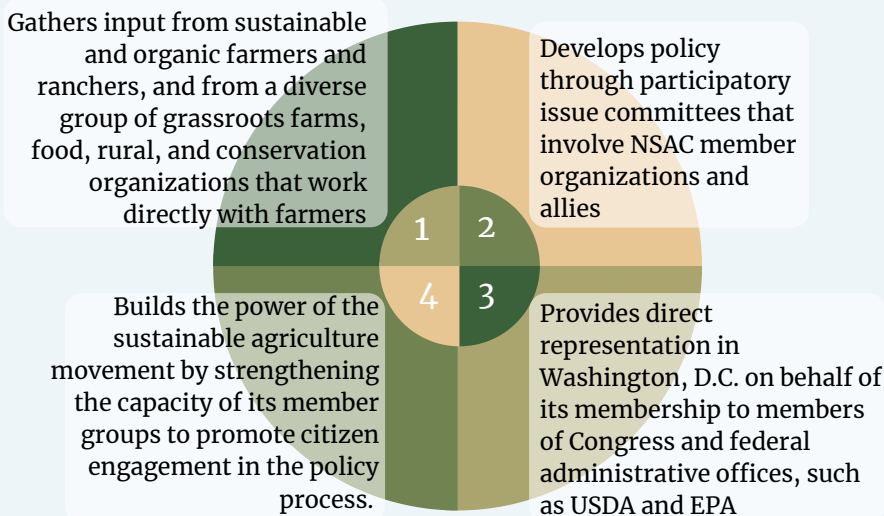 Gathers input from sustainable
and organic farmers and
ranchers, and from a diverse
group of grassroots farms,
food, rural, and conservation
organizations that work
directly with farmers
Develops policy
through participatory
issue committees that
involve NSAC member
organizations and
allies
1
2
4
3
Builds the power of the
sustainable agriculture
movement by strengthening
the capacity of its member
groups to promote citizen
engagement in the policy
process.
Provides direct
representation in
Washington, D.C. on behalf of
its membership to members
of Congress and federal
administrative offices, such
as USDA and EPA